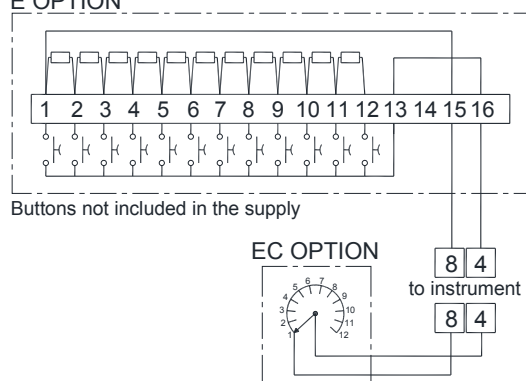 E OPTION
1 2 3 4 5 6 7 8 9 10 11 12 13 14 15 16
Buttons not included in the supply
EC OPTION
8 4
to instrument
8 4
1 2 3 4 5 6 7 8 9 10 11 12